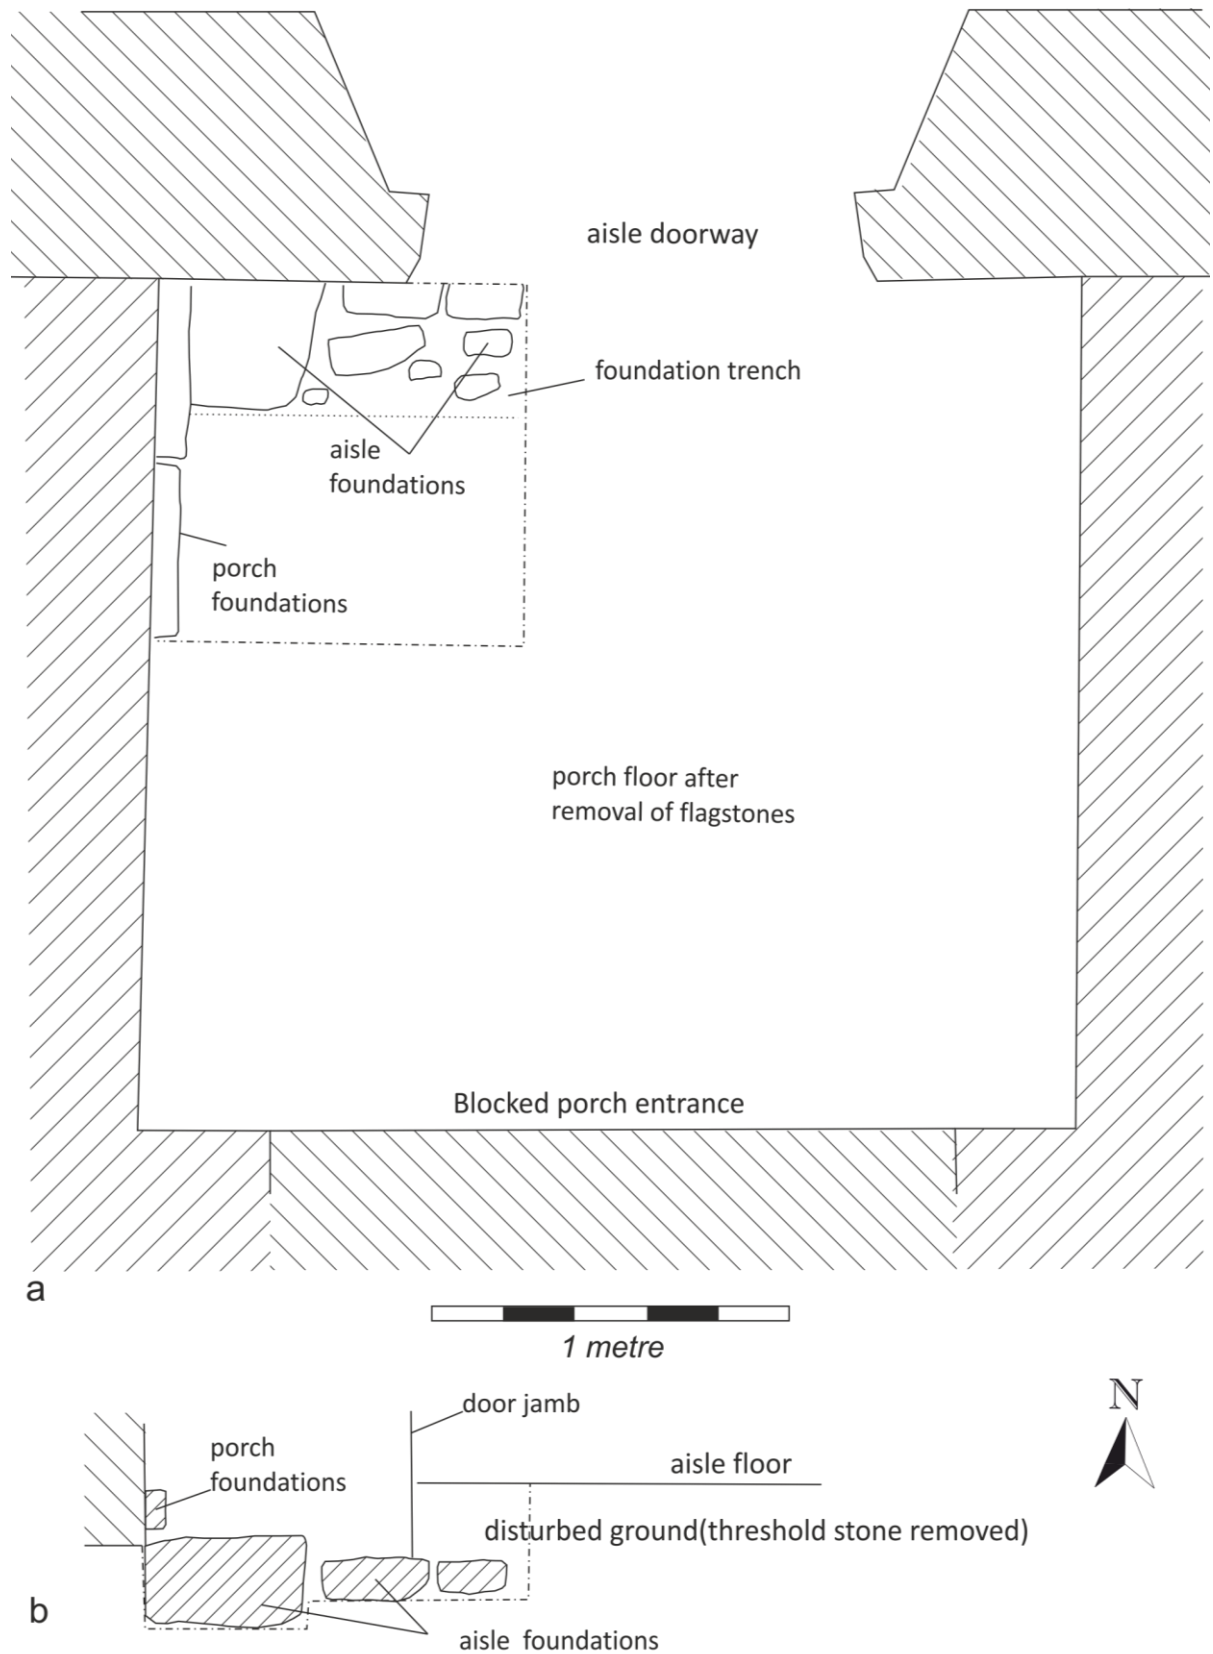 aisle doorway
foundation trench
aisle
foundations
porch
foundations
porch floor after
removal of flagstones
Blocked porch entrance
a
1 metre
N
door jamb
porch
foundations
aisle floor
disturbed ground(threshold stone removed)
b
aisle foundations